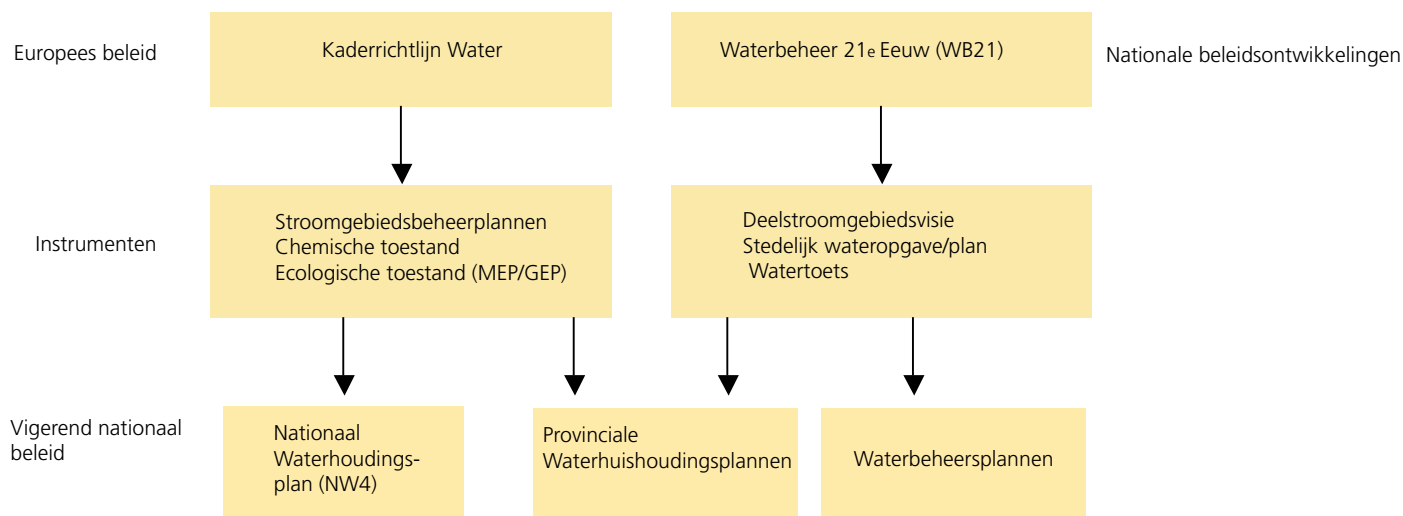 Europees beleid
Kaderrichtlijn Water
Waterbeheer 21e Eeuw (WB21)
Nationale beleidsontwikkelingen
Instrumenten
Stroomgebiedsbeheerplannen
Chemische toestand
Ecologische toestand (MEP/GEP)
Deelstroomgebiedsvisie
Stedelijk wateropgave/plan
Watertoets
Vigerend nationaal
beleid
Nationaal
Waterhoudings-
plan (NW4)
Provinciale
Waterhuishoudingsplannen
Waterbeheersplannen